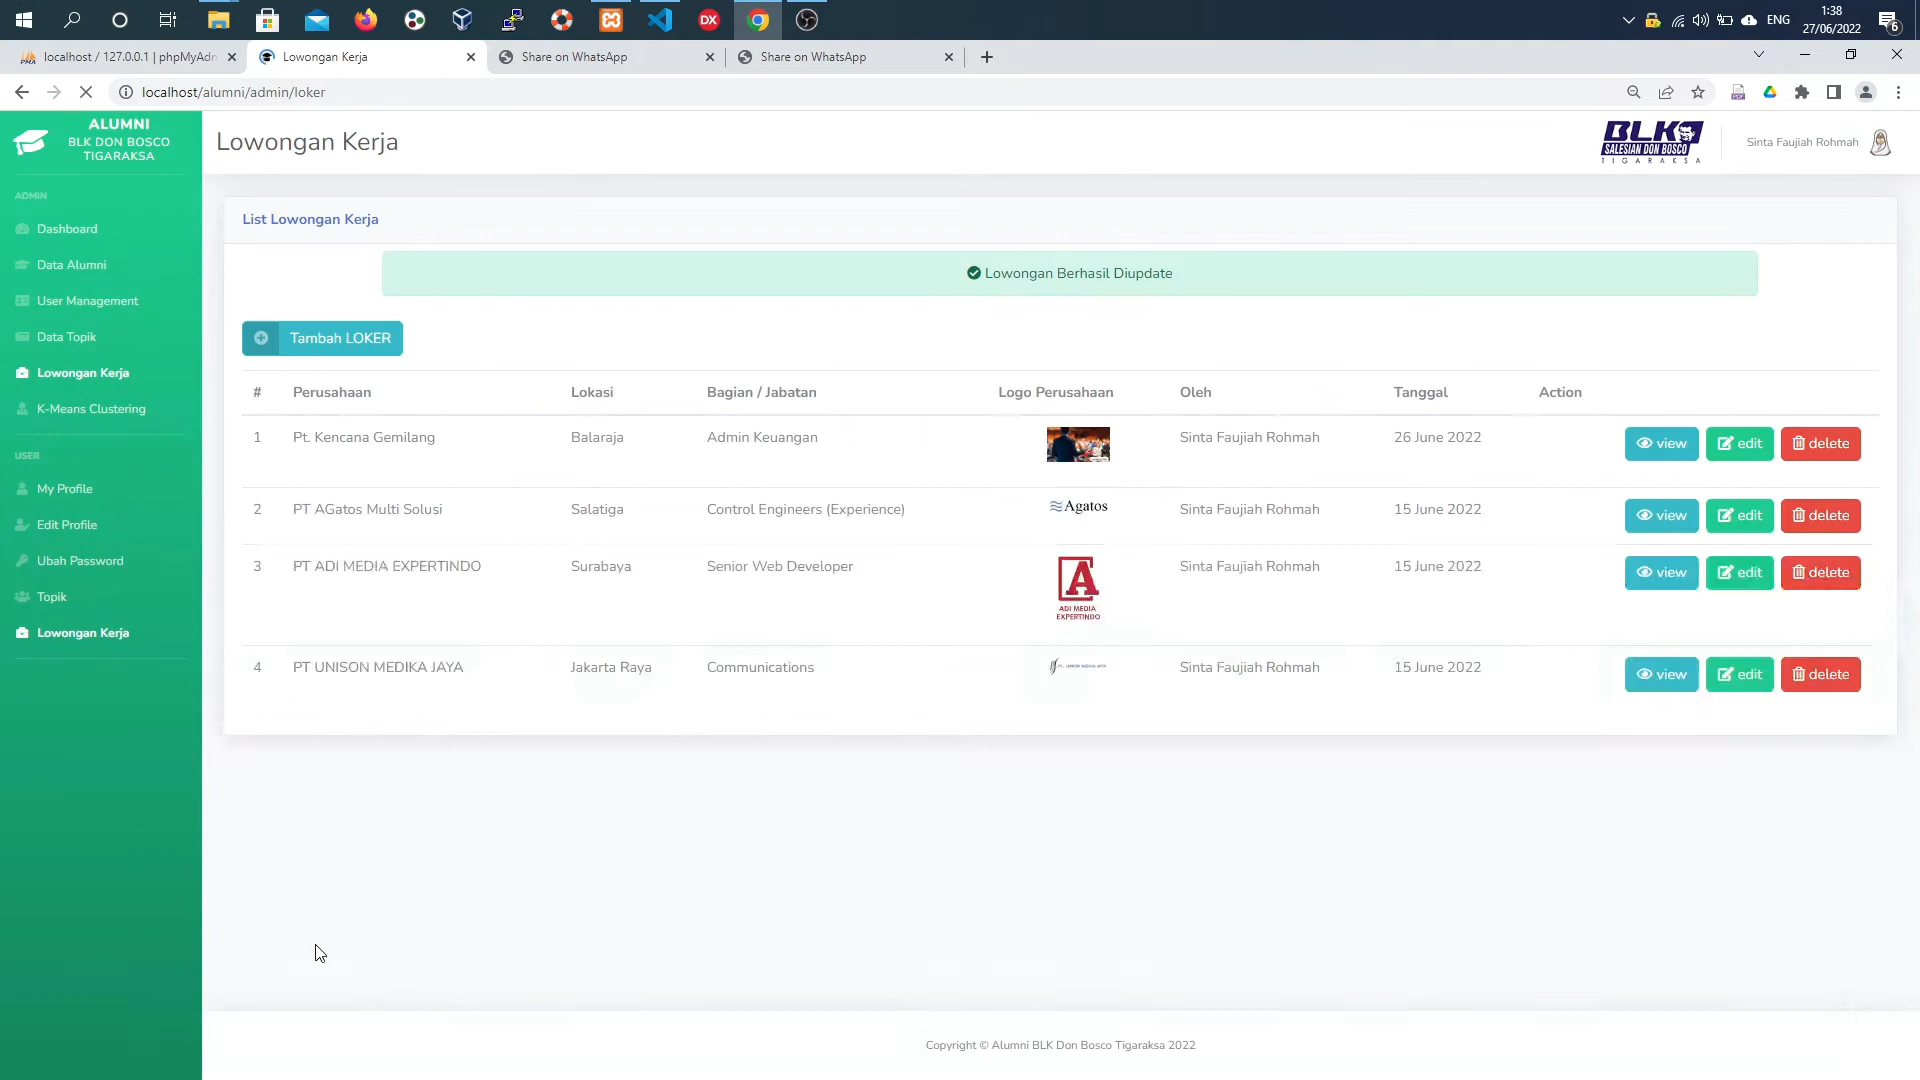 ENG
1:38
27/06/2022
6
localhost / 127.0.0.1 | phpMyAdn
Lowongan Kerja
Share on WhatsApp
Share on WhatsApp
localhost/alumni/admin/loker
ALUMNI
BLK DON BOSCO
TIGARAKSA
Lowongan Kerja
BLK
SALESIAN DON BOSCO
TIGARAKSA
Sinta Faujiah Rohmah
ADMIN
Dashboard
Data Alumni
User Management
Data Topik
Lowongan Kerja
K-Means Clustering
USER
My Profile
Edit Profile
Ubah Password
Topik
Lowongan Kerja
List Lowongan Kerja
Lowongan Berhasil Diupdate
Tambah LOKER
# Perusahaan Lokasi Bagian / Jabatan Logo Perusahaan Oleh Tanggal Action
1 Pt. Kencana Gemilang Balaraja Admin Keuangan Sinta Faujiah Rohmah 26 June 2022 view edit delete
2 PT AGatos Multi Solusi Salatiga Control Engineers (Experience) Agatos Sinta Faujiah Rohmah 15 June 2022 view edit delete
3 PT ADI MEDIA EXPERTINDO Surabaya Senior Web Developer A Sinta Faujiah Rohmah 15 June 2022 view edit delete
ADI MEDIA
EXPERTINDO
4 PT UNISON MEDIKA JAYA Jakarta Raya Communications PT. UNISON MEDIKA JAYA Sinta Faujiah Rohmah 15 June 2022 view edit delete
Copyright © Alumni BLK Don Bosco Tigaraksa 2022